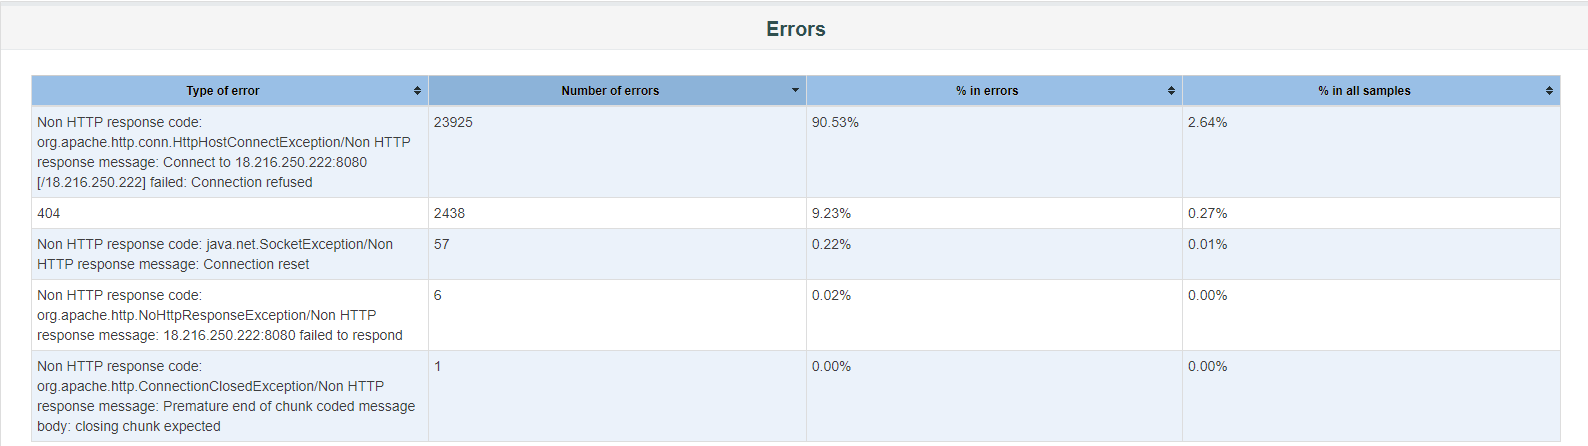 Errors
Type of error Number of errors % in errors % in all samples
Non HTTP response code: 23925 90.53% 2.64%
org.apache.http.conn.HttpHostConnectException/Non HTTP
response message: Connect to 18.216.250.222:8080
[/18.216.250.222] failed: Connection refused
404 2438 9.23% 0.27%
Non HTTP response code: java.net.SocketException/Non 57 0.22% 0.01%
HTTP response message: Connection reset
Non HTTP response code: 6 0.02% 0.00%
org.apache.http.NoHttpResponseException/Non HTTP
response message: 18.216.250.222:8080 failed to respond
Non HTTP response code: 1 0.00% 0.00%
org.apache.http.ConnectionClosedException/Non HTTP
response message: Premature end of chunk coded message
body: closing chunk expected